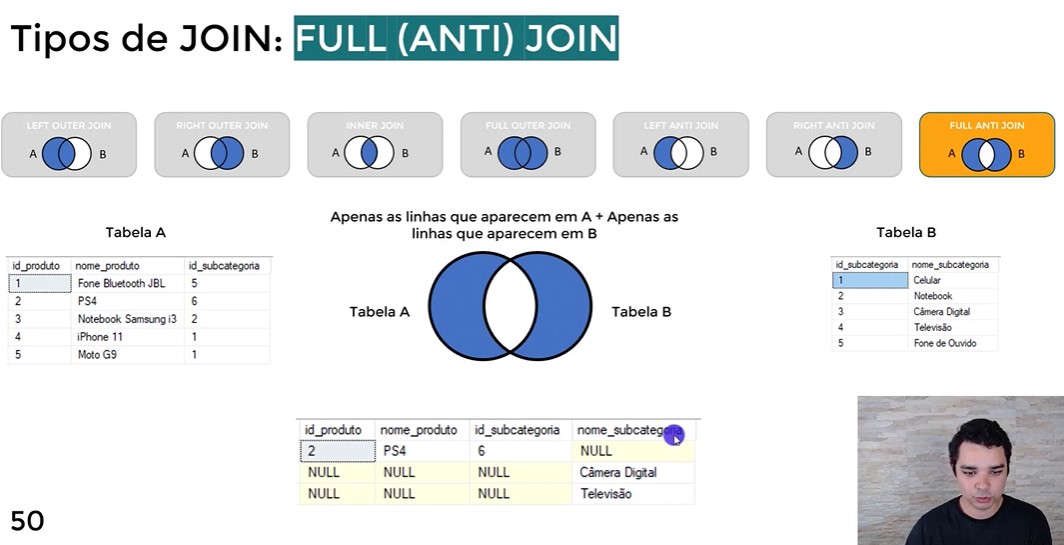 Tipos de JOIN: FULL (ANTI) JOIN
LEFT OUTER JOIN
A B
RIGHT OUTER JOIN
A B
INNER JOIN
A B
FULL OUTER JOIN
A B
LEFT ANTI JOIN
A B
RIGHT ANTI JOIN
A B
FULL ANTI JOIN
A B
Tabela A
id_produto nome_produto id_subcategoria
1 Fone Bluetooth JBL 5
2 PS4 6
3 Notebook Samsung i3 2
4 iPhone 11 1
5 Moto G9 1
Apenas as linhas que aparecem em A + Apenas as
linhas que aparecem em B
Tabela A Tabela B
Tabela B
id_subcategoria nome_subcategoria
1 Celular
2 Notebook
3 Câmera Digital
4 Televisão
5 Fone de Ouvido
id_produto nome_produto id_subcategoria nome_subcategoria
2 PS4 6 NULL
NULL NULL NULL Câmera Digital
NULL NULL NULL Televisão
50